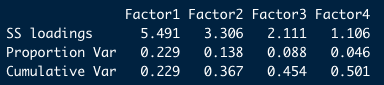 Factor1 Factor2 Factor3 Factor4
SS loadings 5.491 3.306 2.111 1.106
Proportion Var 0.229 0.138 0.088 0.046
Cumulative Var 0.229 0.367 0.454 0.501